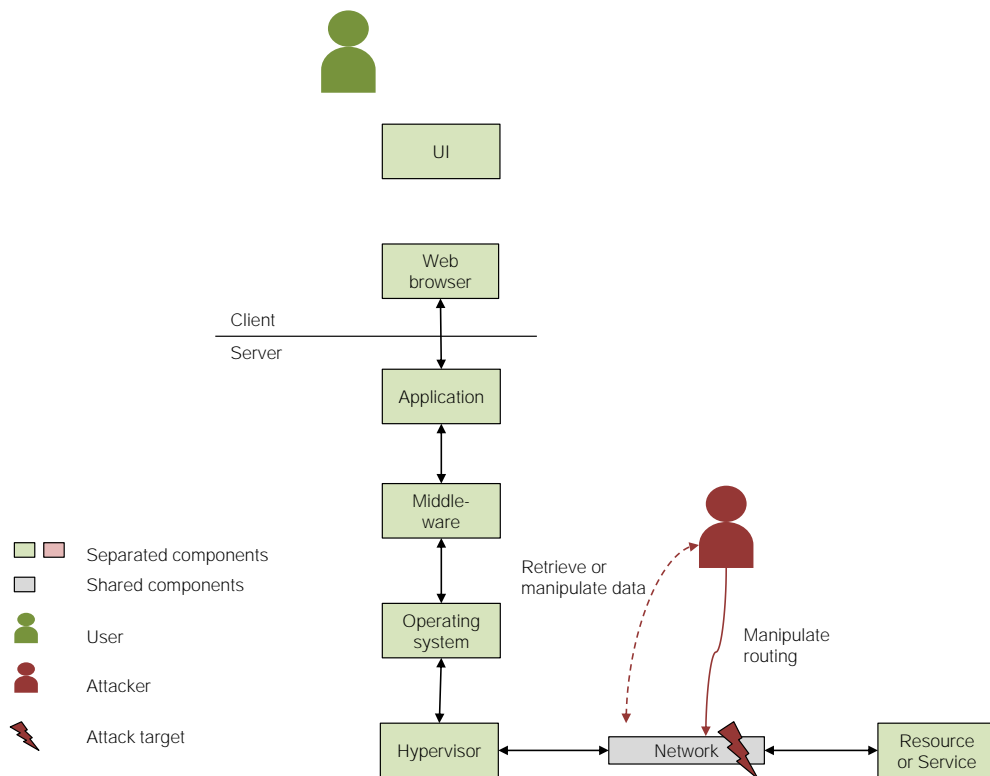 UI
Web
browser
Client
Server
Application
Middle-
ware
Separated components
Shared components
Retrieve or
manipulate data
Operating
system
User
Manipulate
routing
Attacker
Attack target
Hypervisor
Network
Resource
or Service